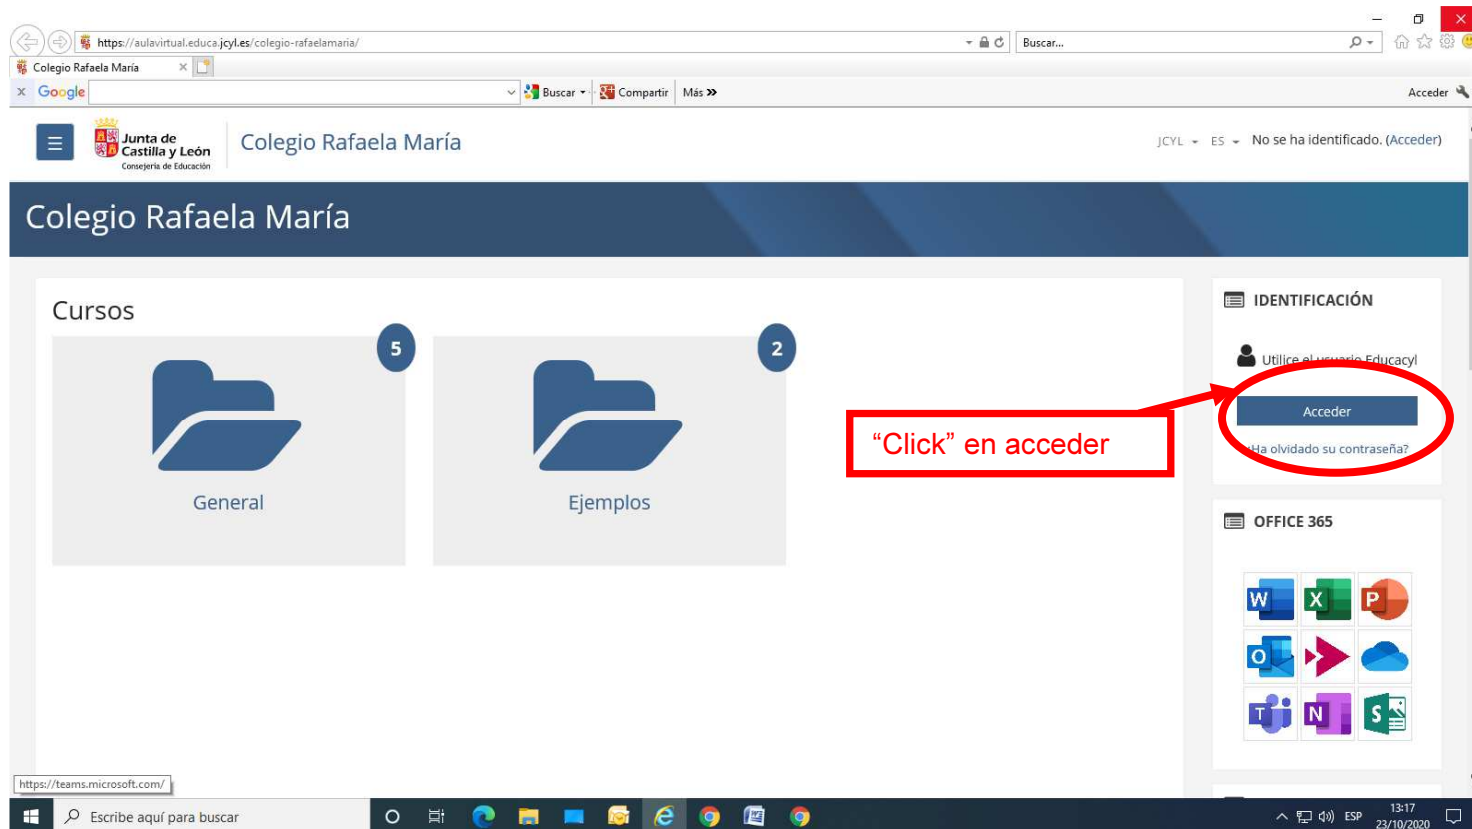 https://aulavirtual.educa.jcyl.es/colegio-rafaelamaria/
Buscar...
Colegio Rafaela María
x Google
Buscar
Compartir
Más »
Acceder
Junta de
Castilla y León
Consejería de Educación
Colegio Rafaela María
JCYL
ES
No se ha identificado. (Acceder)
Colegio Rafaela María
Cursos
5
General
2
Ejemplos
IDENTIFICACIÓN
Utilice el usuario Educacyl
Acceder
¿Ha olvidado su contraseña?
“Click” en acceder
OFFICE 365
W
X
P
O
T
N
S
https://teams.microsoft.com/
Escribe aquí para buscar
ESP
13:17
23/10/2020